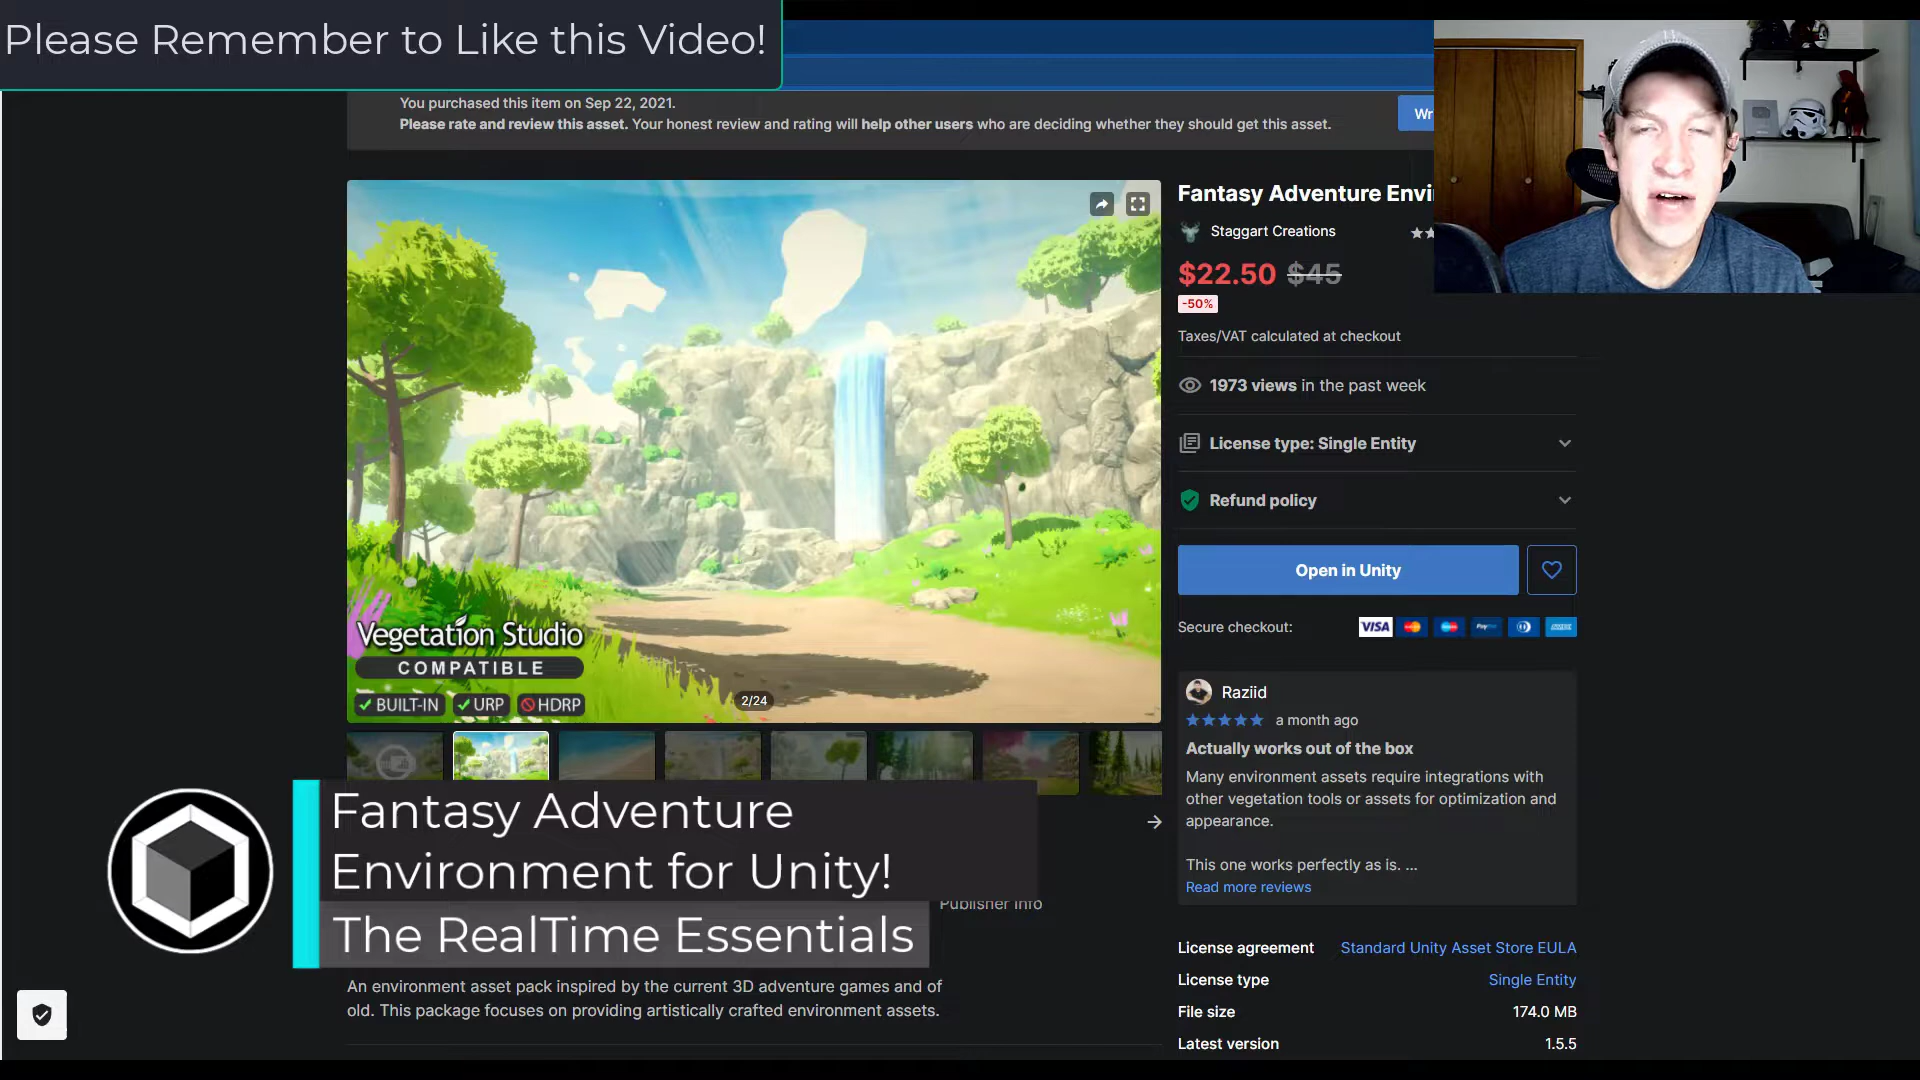 Please Remember to Like this Video!
You purchased this item on Sep 22, 2021.
Please rate and review this asset. Your honest review and rating will help other users who are deciding whether they should get this asset.
Wr
Fantasy Adventure Envi
Staggart Creations
$22.50 $45
-50%
Taxes/VAT calculated at checkout
1973 views in the past week
License type: Single Entity
Refund policy
Open in Unity
Secure checkout:
VISA
Vegetation Studio
COMPATIBLE
BUILT-IN URP HDRP
2/24
Raziid
a month ago
Actually works out of the box
Many environment assets require integrations with
other vegetation tools or assets for optimization and
appearance.
This one works perfectly as is. ...
Read more reviews
Fantasy Adventure
Environment for Unity!
The RealTime Essentials
Publisher info
An environment asset pack inspired by the current 3D adventure games and of
old. This package focuses on providing artistically crafted environment assets.
License agreement Standard Unity Asset Store EULA
License type Single Entity
File size 174.0 MB
Latest version 1.5.5